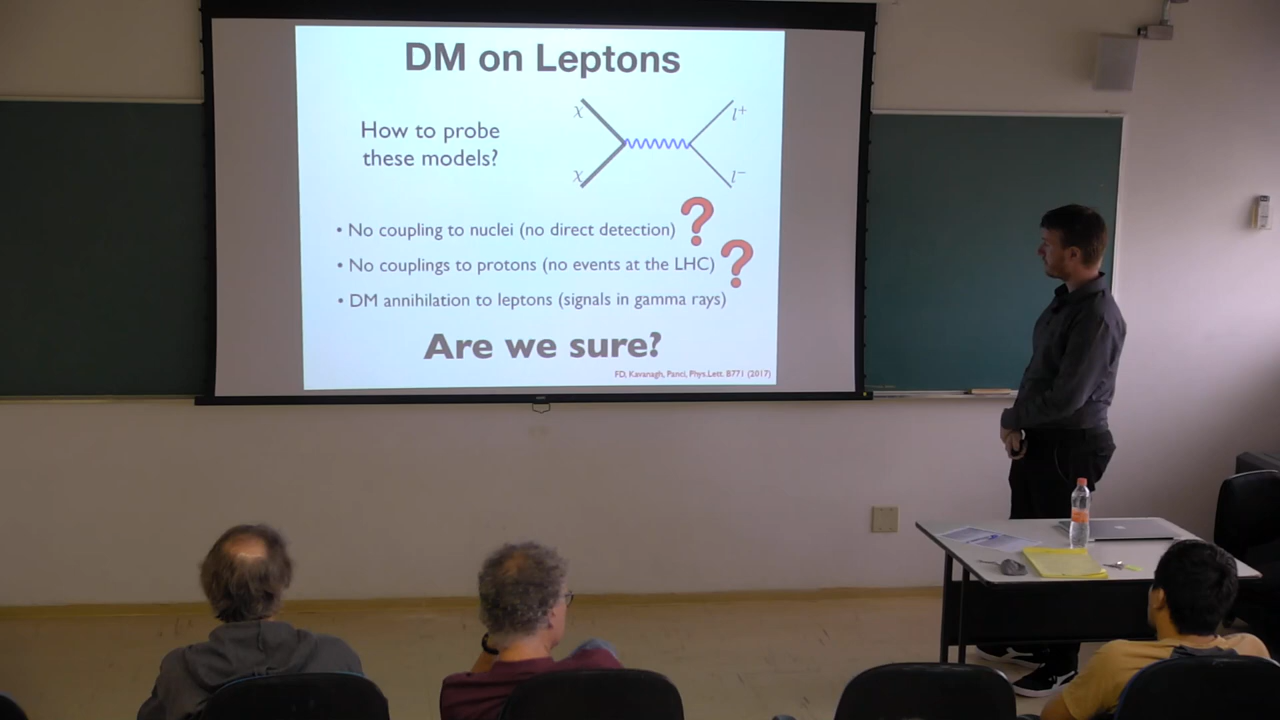 DM on Leptons
How to probe
these models?
χ
χ
l+
l−
• No coupling to nuclei (no direct detection) ?
• No couplings to protons (no events at the LHC) ?
• DM annihilation to leptons (signals in gamma rays)
Are we sure?
FD, Kavanagh, Panci, Phys.Lett. B771 (2017)